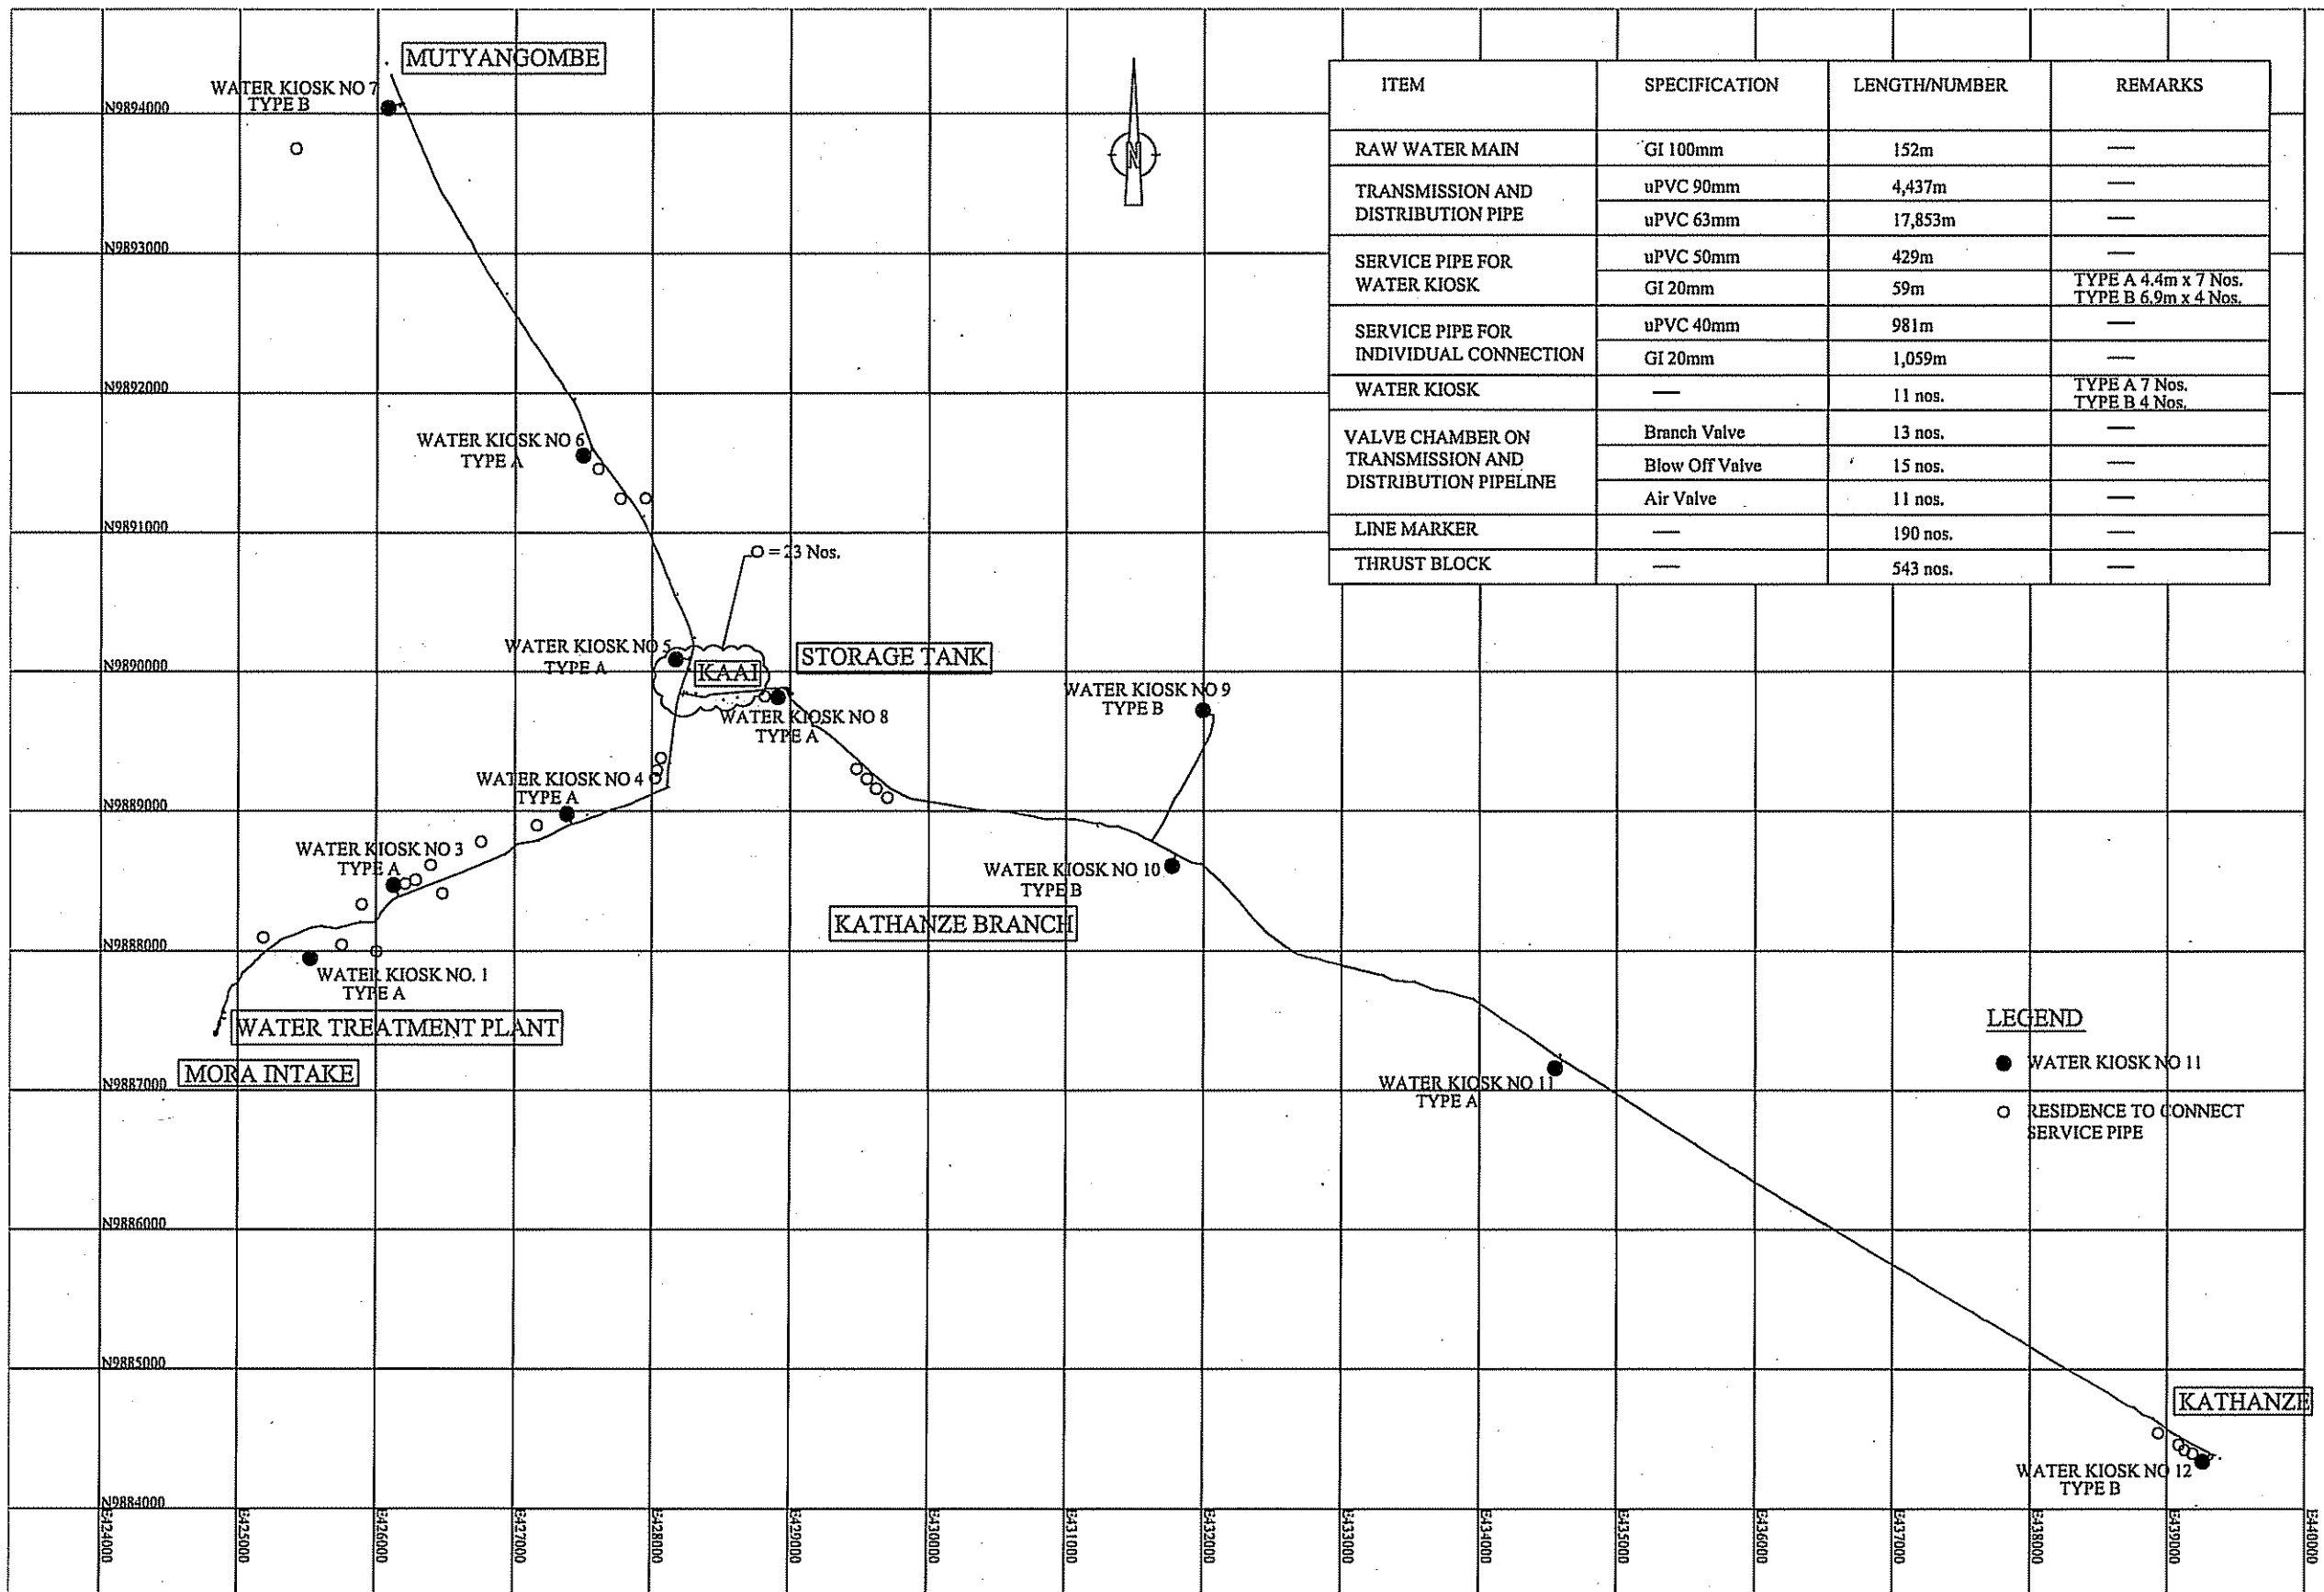 MUTYANGOMBE
WATER KIOSK NO 7
TYPE B
N9894000
N9893000
N9892000
WATER KIOSK NO 6
TYPE A
N9891000
O = 23 Nos.
N
ITEM
SPECIFICATION
LENGTH/NUMBER
REMARKS
RAW WATER MAIN
GI 100mm
152m
—
TRANSMISSION AND
DISTRIBUTION PIPE
uPVC 90mm
4,437m
—
uPVC 63mm
17,853m
—
SERVICE PIPE FOR
WATER KIOSK
uPVC 50mm
429m
—
GI 20mm
59m
TYPE A 4.4m x 7 Nos.
TYPE B 6.9m x 4 Nos.
SERVICE PIPE FOR
INDIVIDUAL CONNECTION
uPVC 40mm
981m
—
GI 20mm
1,059m
—
WATER KIOSK
—
11 nos.
TYPE A 7 Nos.
TYPE B 4 Nos.
VALVE CHAMBER ON
TRANSMISSION AND
DISTRIBUTION PIPELINE
Branch Valve
13 nos.
—
Blow Off Valve
15 nos.
—
Air Valve
11 nos.
—
LINE MARKER
—
190 nos.
—
THRUST BLOCK
—
543 nos.
—
WATER KIOSK NO 5
TYPE A
N9890000
KAAI
STORAGE TANK
WATER KIOSK NO 8
TYPE A
WATER KIOSK NO 9
TYPE B
WATER KIOSK NO 4
TYPE A
N9889000
WATER KIOSK NO 3
TYPE A
WATER KIOSK NO 10
TYPE B
KATHANZE BRANCH
N9888000
WATER KIOSK NO. 1
TYPE A
WATER TREATMENT PLANT
MORA INTAKE
N9887000
WATER KIOSK NO 11
TYPE A
LEGEND
WATER KIOSK NO 11
RESIDENCE TO CONNECT
SERVICE PIPE
N9886000
N9885000
KATHANZE
WATER KIOSK NO 12
TYPE B
N9884000
E424000
E425000
E426000
E427000
E428000
E429000
E430000
E431000
E432000
E433000
E434000
E435000
E436000
E437000
E438000
E439000
E440000